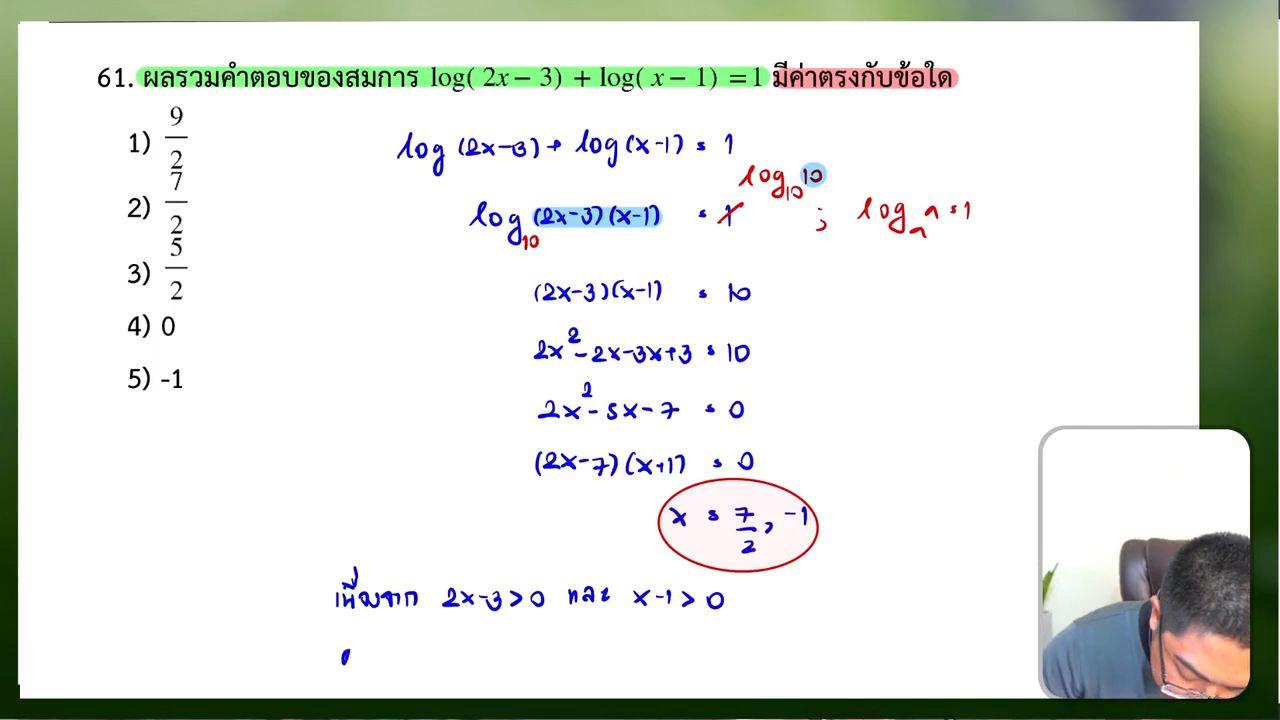 61. ผลรวมคำตอบของสมการ log( 2x − 3) + log( x − 1) = 1 มีค่าตรงกับข้อใด
1) 9/2
2) 7/2
3) 5/2
4) 0
5) -1
log (2x-3) + log(x-1) = 1
log₁₀ 10
log₁₀ (2x-3)(x-1) = 1 ; logₐ a = 1
(2x-3)(x-1) = 10
2x² - 2x - 3x + 3 = 10
2x² - 5x - 7 = 0
(2x-7)(x+1) = 0
x = 7/2, -1
เนื่องจาก 2x-3 > 0 และ x-1 > 0